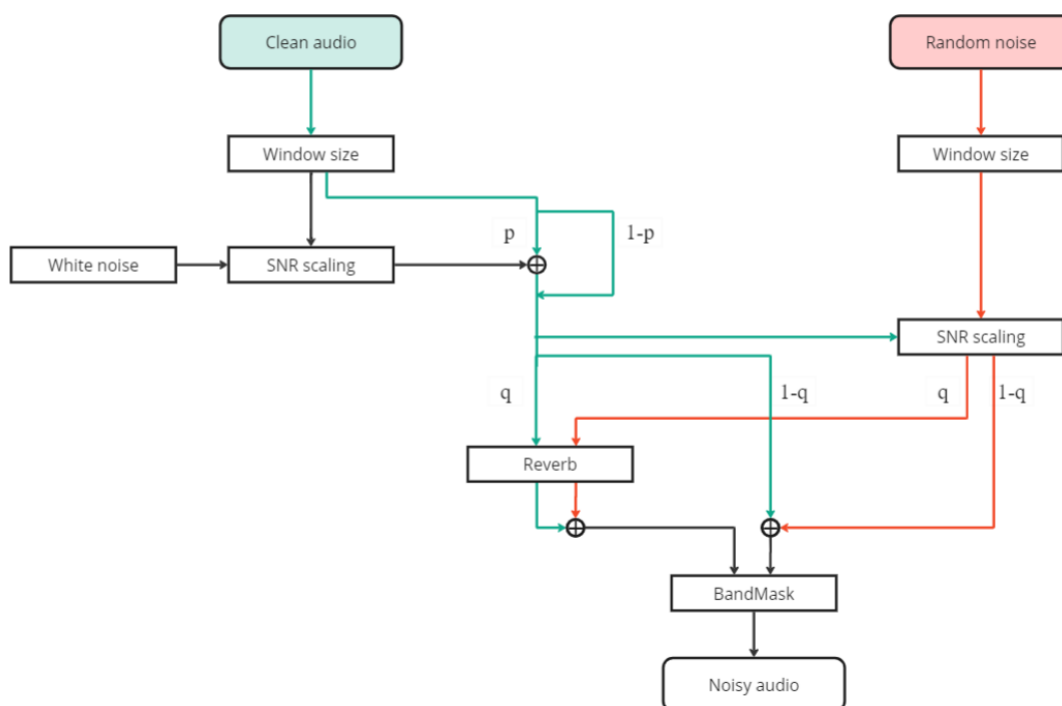 Clean audio
Random noise
Window size
Window size
p
1-p
White noise
SNR scaling
SNR scaling
q
1-q
q
1-q
Reverb
BandMask
Noisy audio